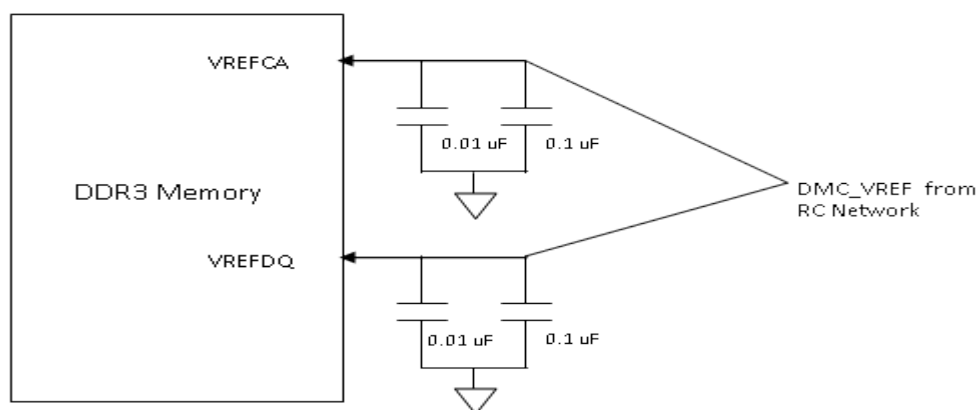 VREFCA
0.01 uF
0.1 uF
DDR3 Memory
DMC_VREF from
RC Network
VREFDQ
0.01 uF
0.1 uF